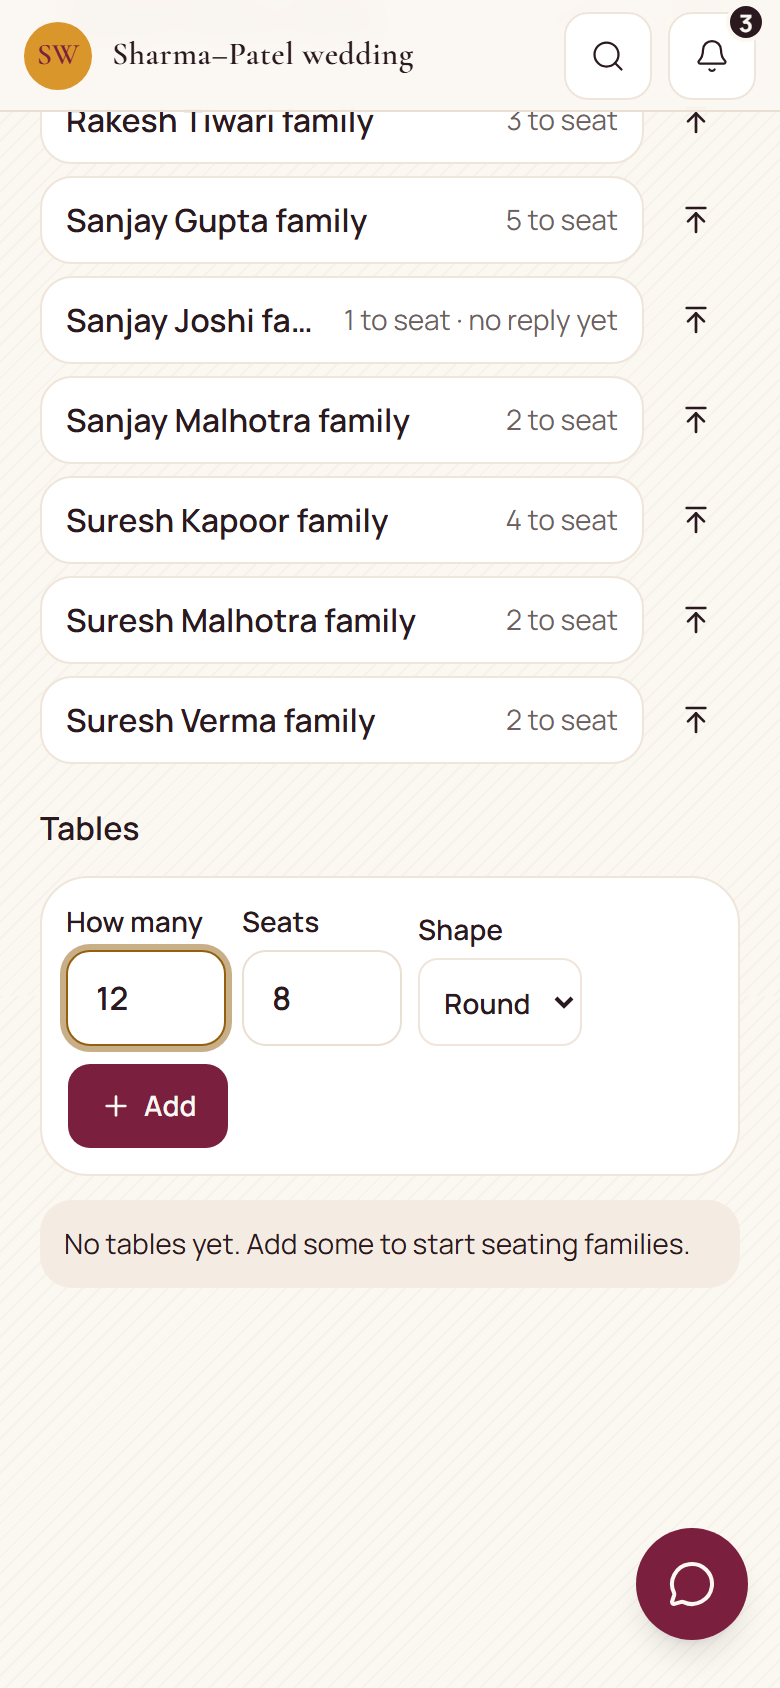 SW
Sharma–Patel wedding
3
Rakesh Tiwari family 3 to seat
Sanjay Gupta family 5 to seat
Sanjay Joshi fa... 1 to seat · no reply yet
Sanjay Malhotra family 2 to seat
Suresh Kapoor family 4 to seat
Suresh Malhotra family 2 to seat
Suresh Verma family 2 to seat
Tables
How many Seats Shape
12 8 Round
+ Add
No tables yet. Add some to start seating families.